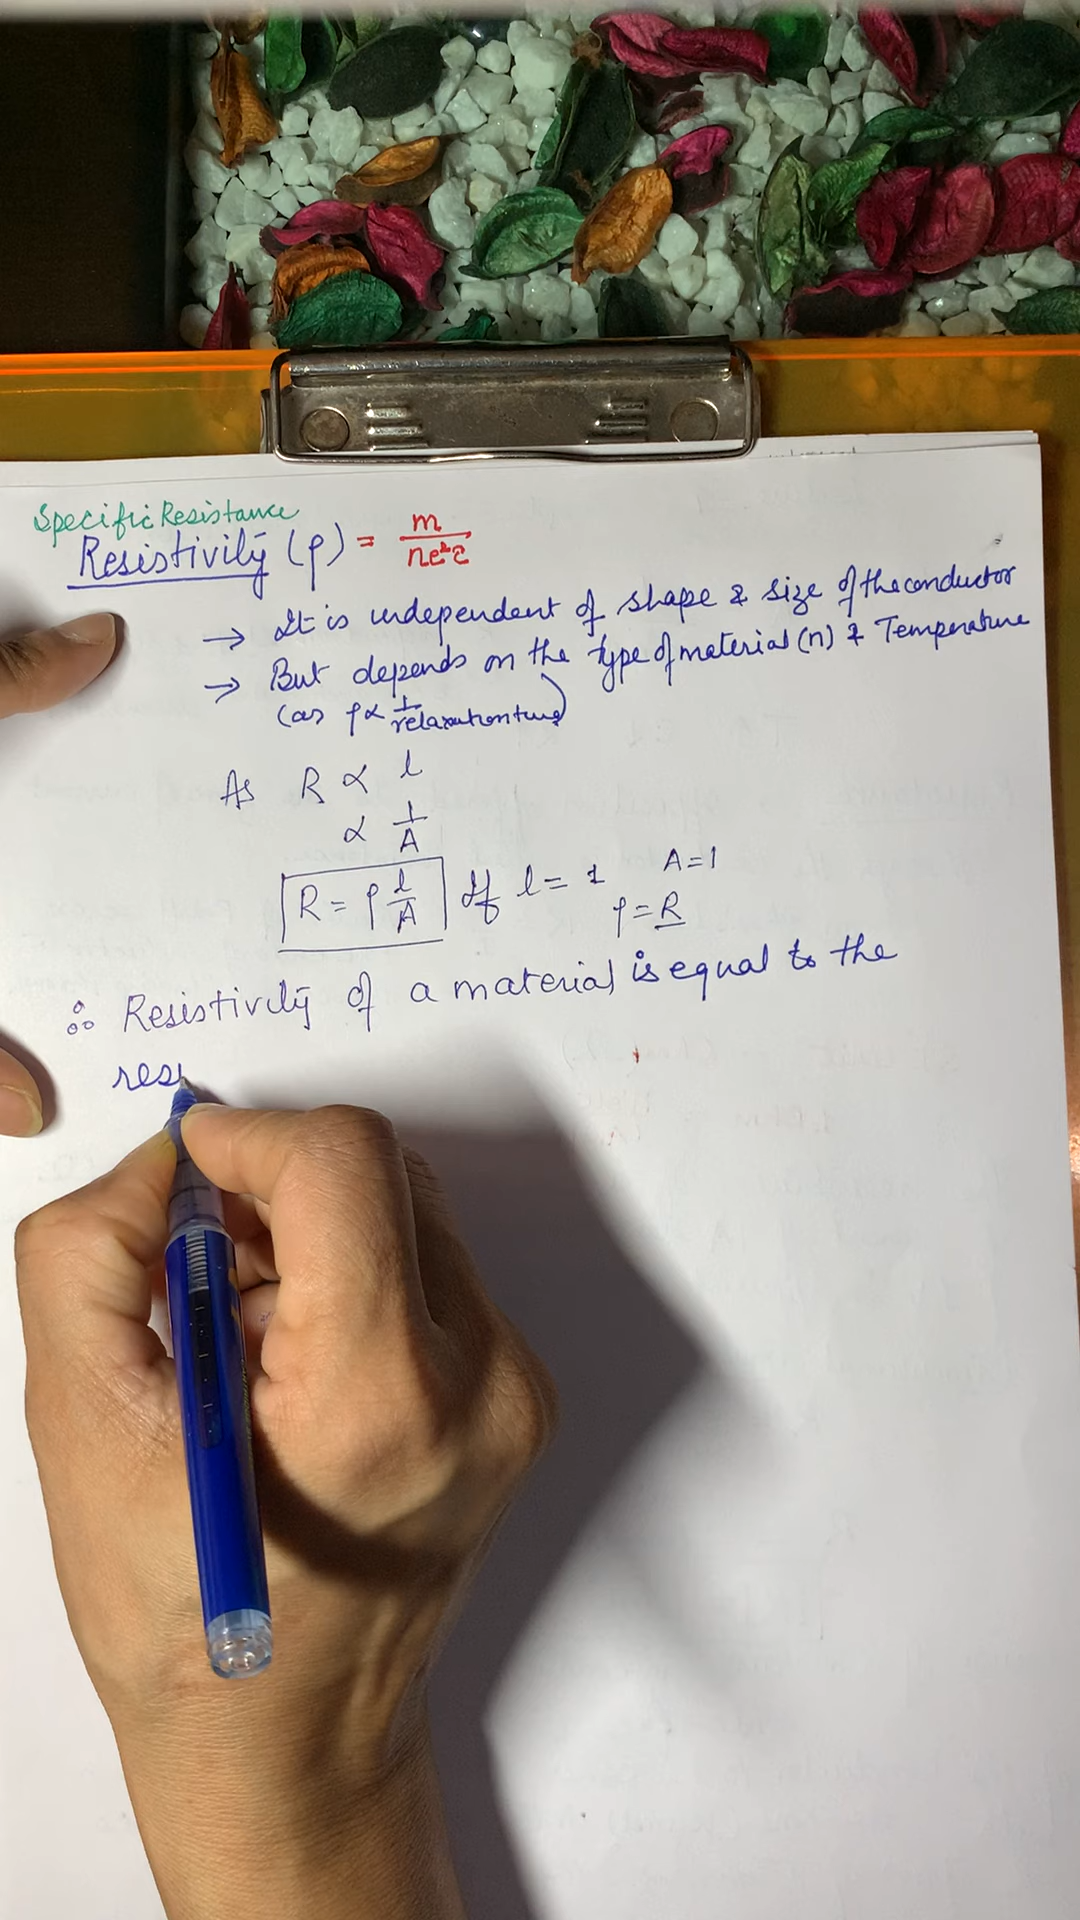 Specific Resistance
Resistivity (ρ) = m/ne²τ
→ It is independent of shape & size of the conductor
→ But depends on the type of material (n) & Temperature
(as ρ ∝ 1/relaxation time)
As R ∝ l
∝ 1/A
R = ρ l/A If l = 1 A = 1
ρ = R
∴ Resistivity of a material is equal to the
resi